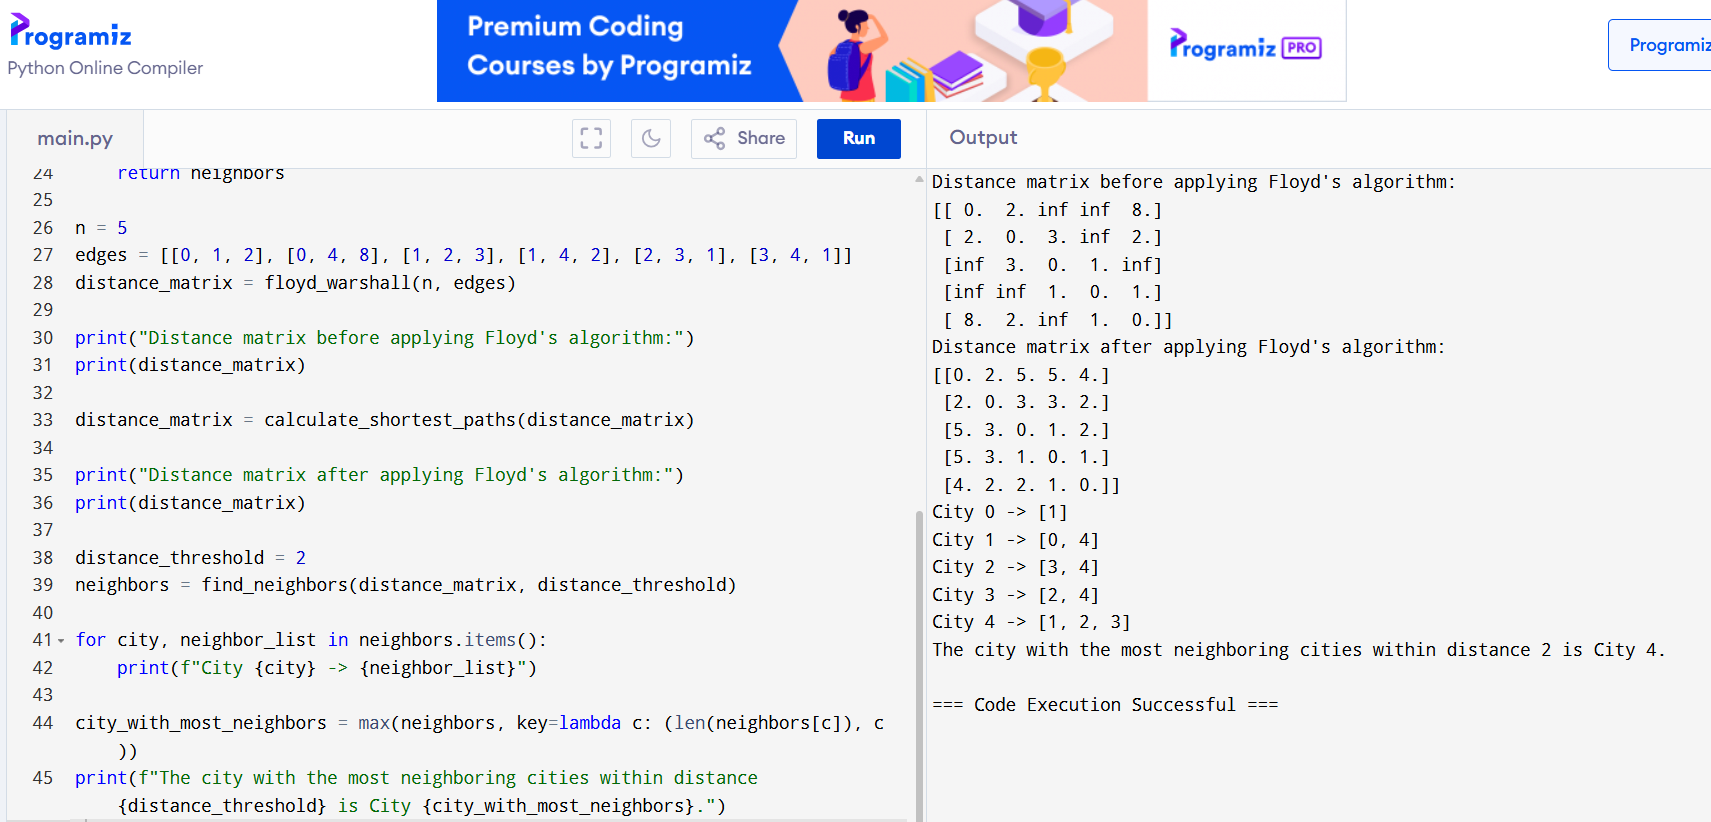 Programiz
Python Online Compiler
Premium Coding
Courses by Programiz
Programiz PRO
Programiz
main.py
Share
Run
Output
24     return neighbors
25
26 n = 5
27 edges = [[0, 1, 2], [0, 4, 8], [1, 2, 3], [1, 4, 2], [2, 3, 1], [3, 4, 1]]
28 distance_matrix = floyd_warshall(n, edges)
29
30 print("Distance matrix before applying Floyd's algorithm:")
31 print(distance_matrix)
32
33 distance_matrix = calculate_shortest_paths(distance_matrix)
34
35 print("Distance matrix after applying Floyd's algorithm:")
36 print(distance_matrix)
37
38 distance_threshold = 2
39 neighbors = find_neighbors(distance_matrix, distance_threshold)
40
41 for city, neighbor_list in neighbors.items():
42     print(f"City {city} -> {neighbor_list}")
43
44 city_with_most_neighbors = max(neighbors, key=lambda c: (len(neighbors[c]), c
    ))
45 print(f"The city with the most neighboring cities within distance
    {distance_threshold} is City {city_with_most_neighbors}.")
Distance matrix before applying Floyd's algorithm:
[[ 0.  2. inf inf  8.]
 [ 2.  0.  3. inf  2.]
 [inf  3.  0.  1. inf]
 [inf inf  1.  0.  1.]
 [ 8.  2. inf  1.  0.]]
Distance matrix after applying Floyd's algorithm:
[[0. 2. 5. 5. 4.]
 [2. 0. 3. 3. 2.]
 [5. 3. 0. 1. 2.]
 [5. 3. 1. 0. 1.]
 [4. 2. 2. 1. 0.]]
City 0 -> [1]
City 1 -> [0, 4]
City 2 -> [3, 4]
City 3 -> [2, 4]
City 4 -> [1, 2, 3]
The city with the most neighboring cities within distance 2 is City 4.

=== Code Execution Successful ===